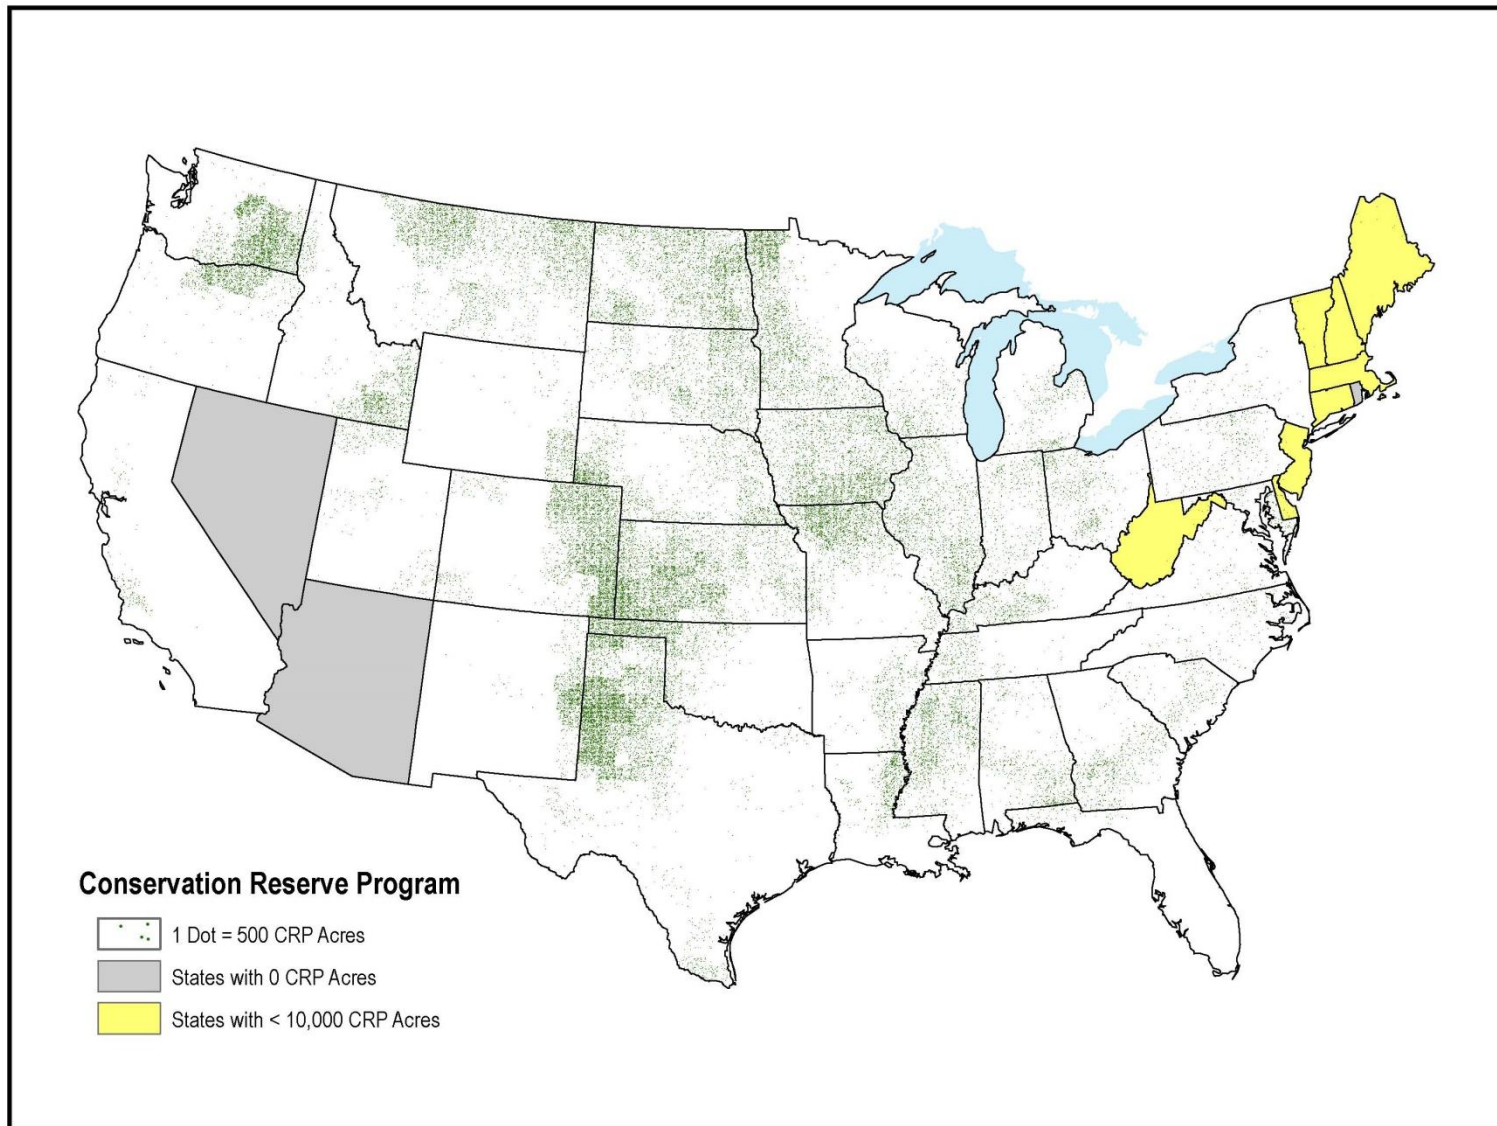 Conservation Reserve Program
1 Dot = 500 CRP Acres
States with 0 CRP Acres
States with < 10,000 CRP Acres